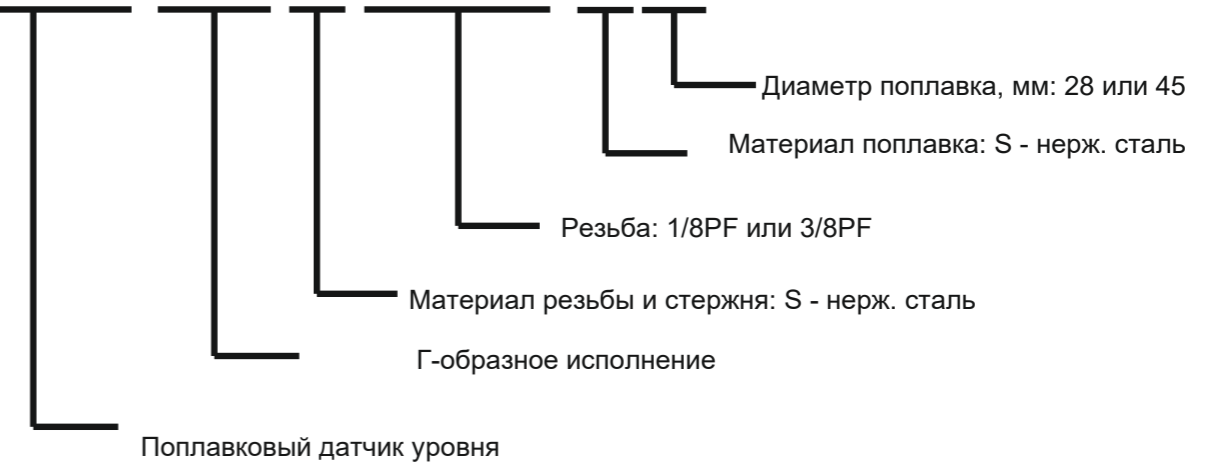 Диаметр поплавка, мм: 28 или 45
Материал поплавка: S - нерж. сталь
Резьба: 1/8PF или 3/8PF
Материал резьбы и стержня: S - нерж. сталь
Г-образное исполнение
Поплавковый датчик уровня